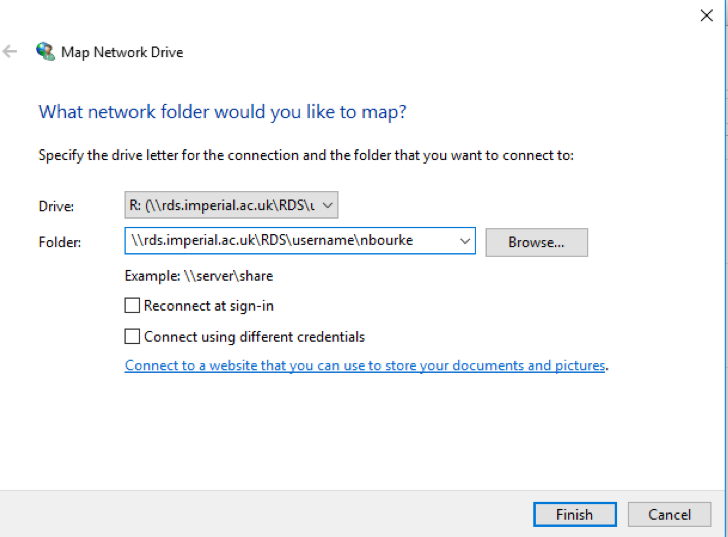 Map Network Drive
What network folder would you like to map?
Specify the drive letter for the connection and the folder that you want to connect to:
Drive: R: (\\rds.imperial.ac.uk\RDS\u
Folder: \\rds.imperial.ac.uk\RDS\username\nbourke Browse...
Example: \\server\share
Reconnect at sign-in
Connect using different credentials
Connect to a website that you can use to store your documents and pictures.
Finish Cancel